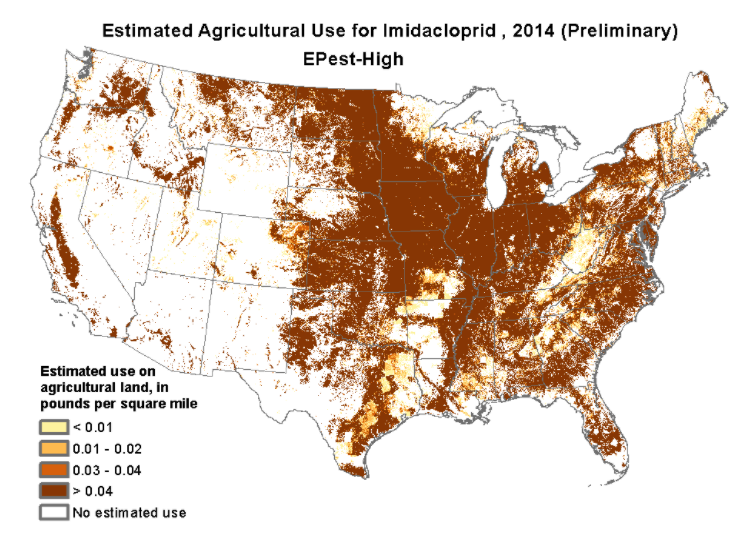 Estimated Agricultural Use for Imidacloprid , 2014 (Preliminary)
EPest-High
Estimated use on
agricultural land, in
pounds per square mile
< 0.01
0.01 - 0.02
0.03 - 0.04
> 0.04
No estimated use